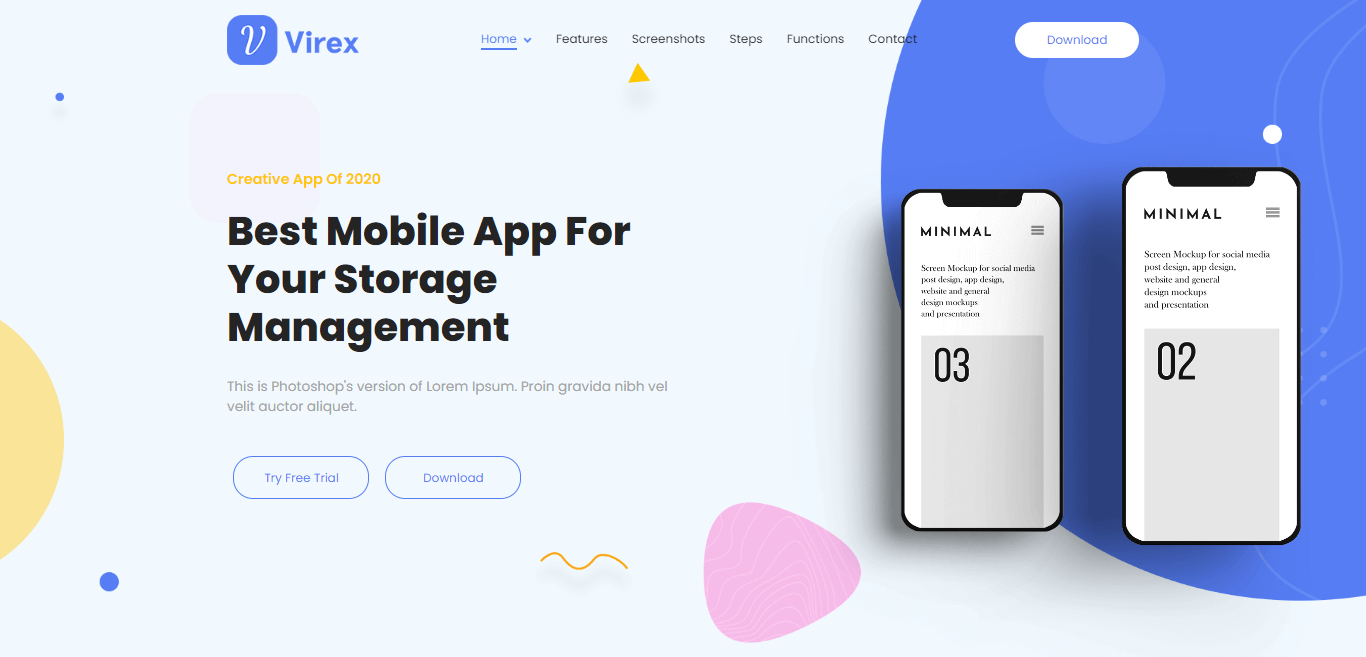 V Virex
Home Features Screenshots Steps Functions Contact Download
Creative App Of 2020
Best Mobile App For
Your Storage
Management
This is Photoshop's version of Lorem Ipsum. Proin gravida nibh vel
velit auctor aliquet.
Try Free Trial Download
MINIMAL
Screen Mockup for social media
post design, app design,
website and general
design mockups
and presentation
03
MINIMAL
Screen Mockup for social media
post design, app design,
website and general
design mockups
and presentation
02